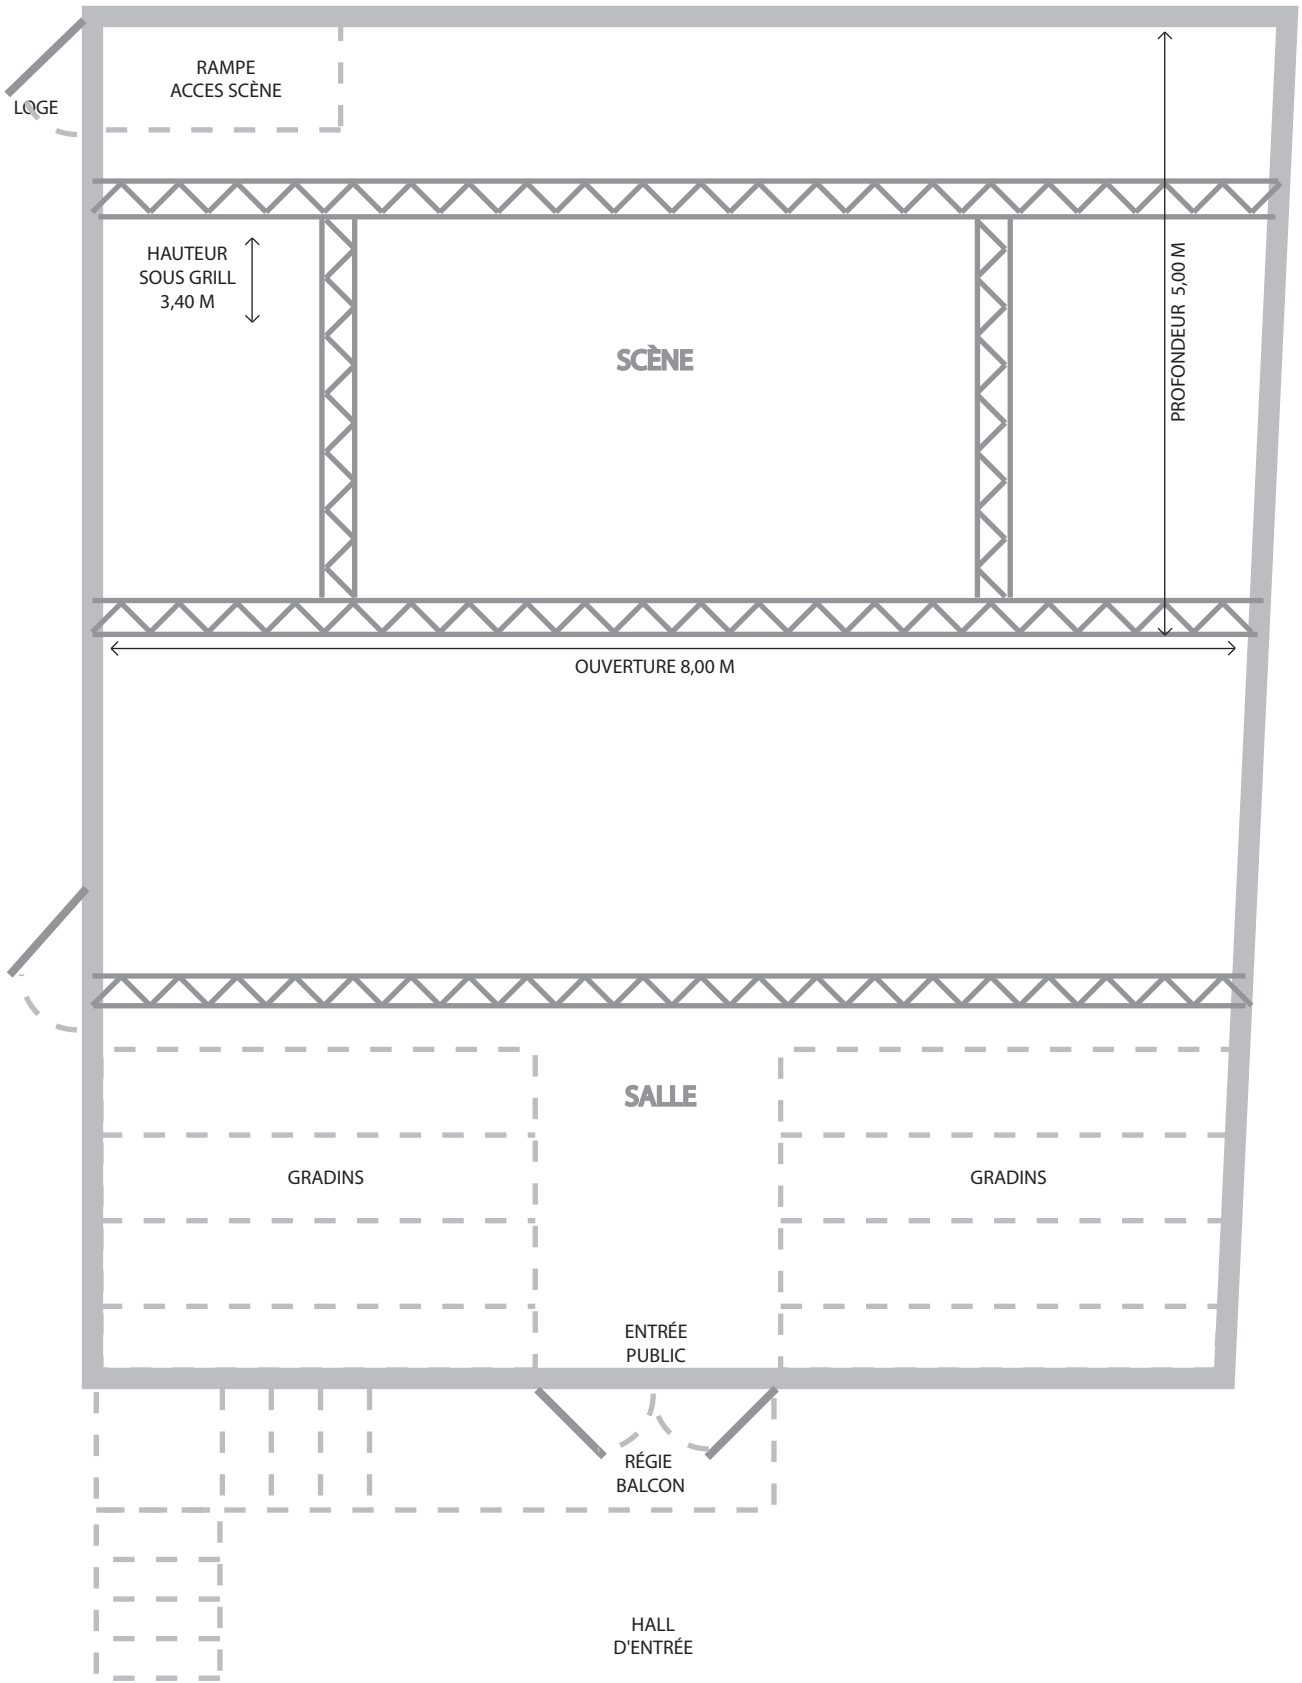 RAMPE
ACCES SCÈNE
LOGE
HAUTEUR
SOUS GRILL
3,40 M
PROFONDEUR 5,00 M
SCÈNE
OUVERTURE 8,00 M
SALLE
GRADINS
GRADINS
ENTRÉE
PUBLIC
RÉGIE
BALCON
HALL
D'ENTRÉE